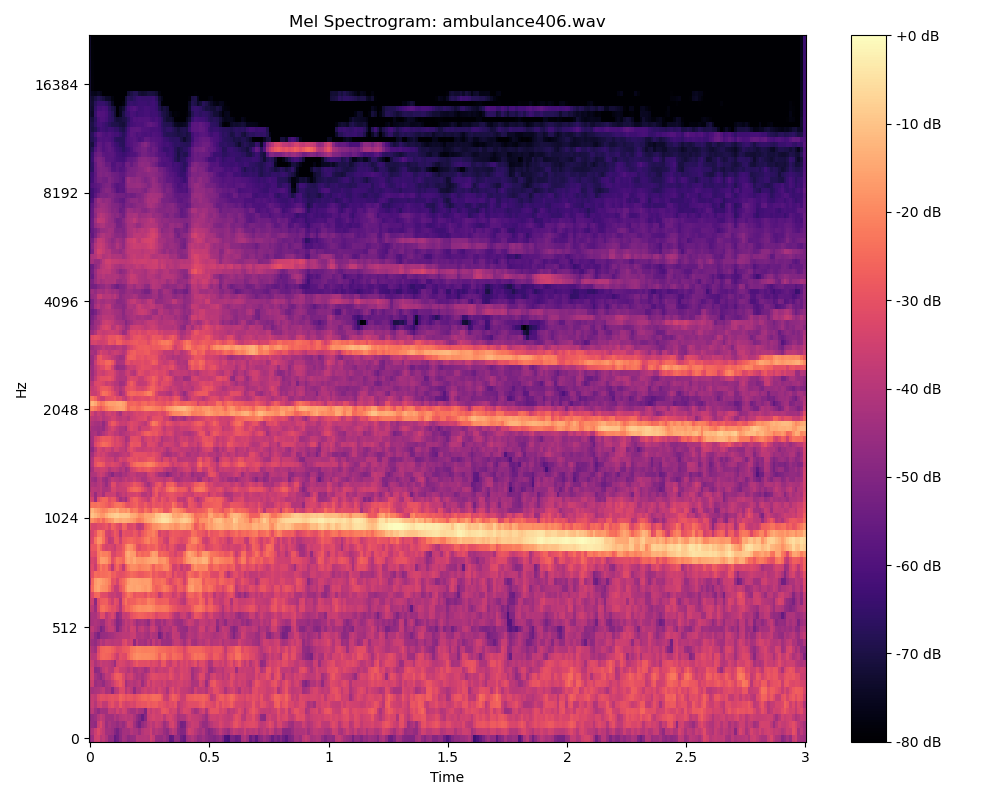 Mel Spectrogram: ambulance406.wav
+0 dB
16384
-10 dB
8192
-20 dB
4096
-30 dB
Hz
2048
-40 dB
1024
-50 dB
512
-60 dB
-70 dB
0
-80 dB
0 0.5 1 1.5 2 2.5 3
Time